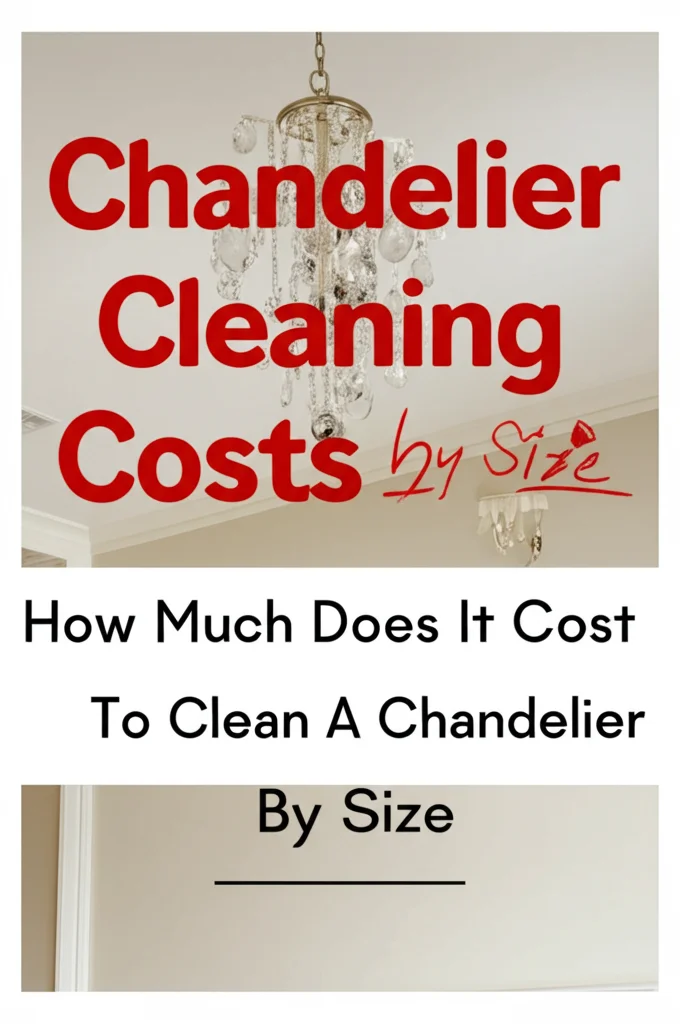 Chandelier
Cleaning
Costs by Size
How Much Does It Cost
To Clean A Chandelier
By Size